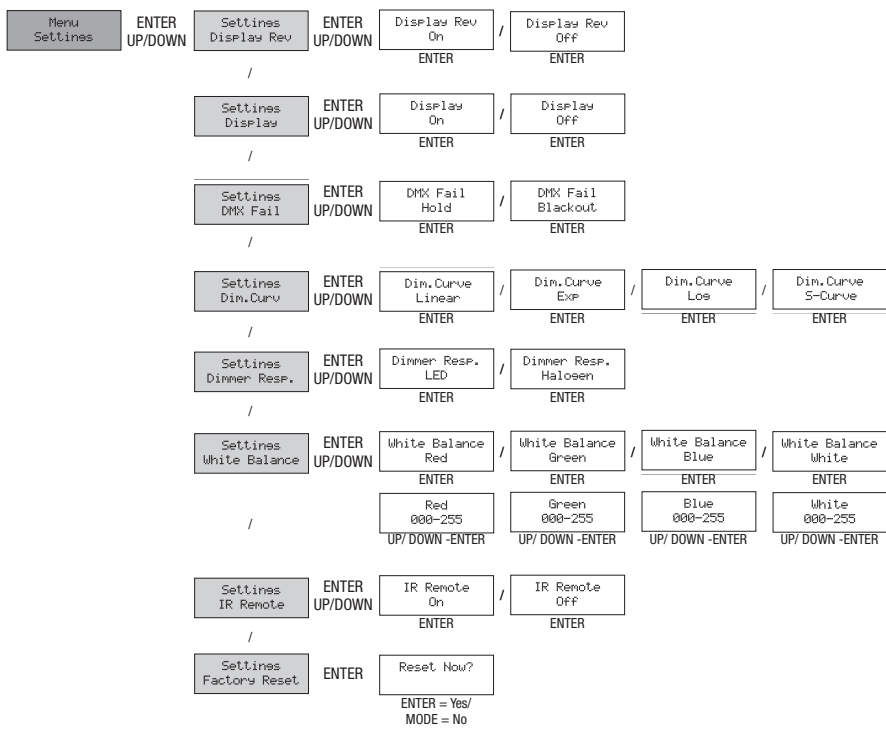 Menu
Settings
ENTER
UP/DOWN
Settings
Display Rev
ENTER
UP/DOWN
Display Rev
On
ENTER
/
Display Rev
Off
ENTER
/
Settings
Display
ENTER
UP/DOWN
Display
On
ENTER
/
Display
Off
ENTER
/
Settings
DMX Fail
ENTER
UP/DOWN
DMX Fail
Hold
ENTER
/
DMX Fail
Blackout
ENTER
/
Settings
Dim.Curv
ENTER
UP/DOWN
Dim.Curve
Linear
ENTER
/
Dim.Curve
Exp
ENTER
/
Dim.Curve
Log
ENTER
/
Dim.Curve
S-Curve
ENTER
/
Settings
Dimmer Resp.
ENTER
UP/DOWN
Dimmer Resp.
LED
ENTER
/
Dimmer Resp.
Halogen
ENTER
/
Settings
White Balance
ENTER
UP/DOWN
White Balance
Red
ENTER
/
White Balance
Green
ENTER
/
White Balance
Blue
ENTER
/
White Balance
White
ENTER
/
Red
000-255
UP/ DOWN -ENTER
Green
000-255
UP/ DOWN -ENTER
Blue
000-255
UP/ DOWN -ENTER
White
000-255
UP/ DOWN -ENTER
Settings
IR Remote
ENTER
UP/DOWN
IR Remote
On
ENTER
/
IR Remote
Off
ENTER
/
Settings
Factory Reset
ENTER
Reset Now?
ENTER = Yes/
MODE = No